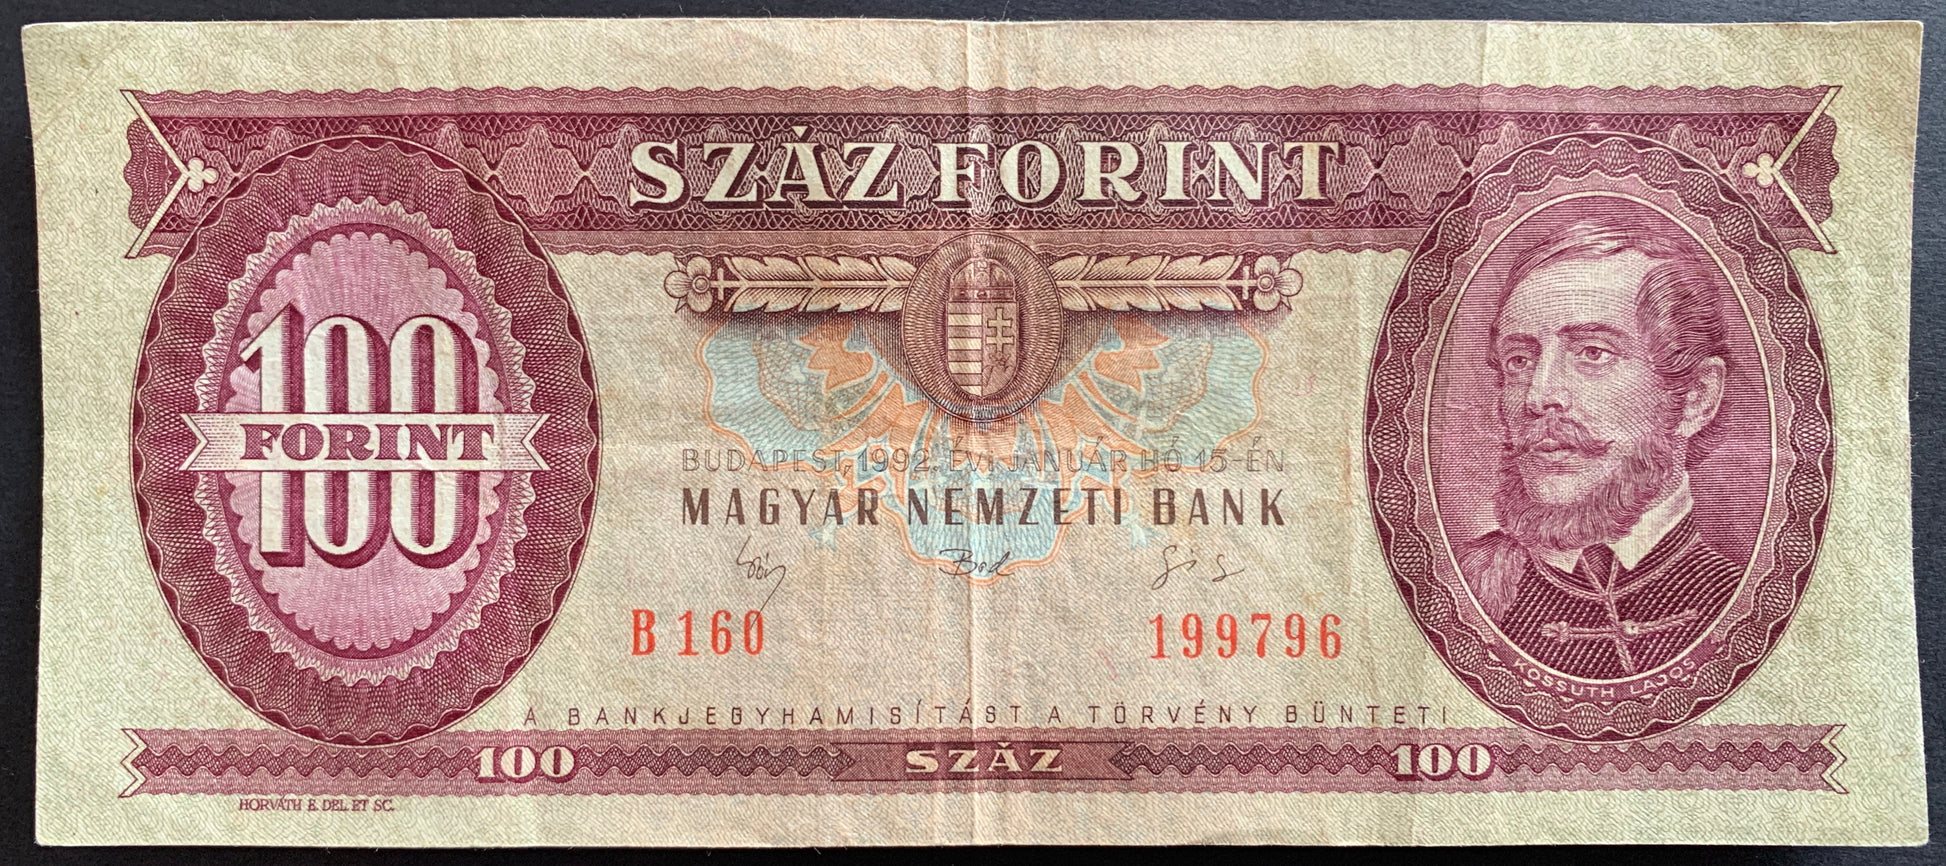 SZÁZ FORINT
100
FORINT
100
BUDAPEST, 1992. ÉVI JANUÁR HÓ 15-ÉN
MAGYAR NEMZETI BANK
B 160
199796
KOSSUTH LAJOS
A BANKJEGYHAMISÍTÁST A TÖRVÉNY BÜNTETI
100 SZÁZ 100
HORVÁTH E. DEL. ET SC.